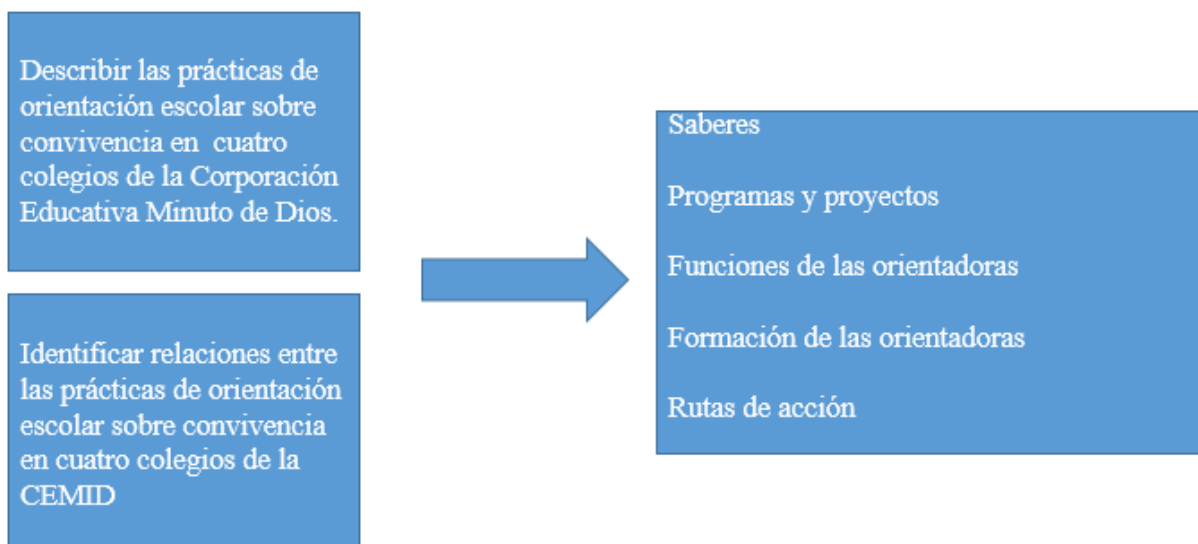 Describir las prácticas de
orientación escolar sobre
convivencia en cuatro
colegios de la Corporación
Educativa Minuto de Dios.
Identificar relaciones entre
las prácticas de orientación
escolar sobre convivencia
en cuatro colegios de la
CEMID
Saberes
Programas y proyectos
Funciones de las orientadoras
Formación de las orientadoras
Rutas de acción